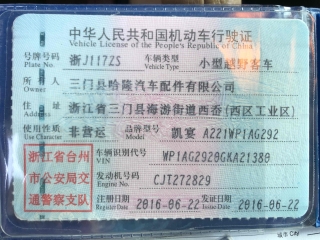 中华人民共和国机动车行驶证
Vehicle License of the People's Republic of China
号牌号码 浙J117ZS 车辆类型 小型越野客车
Plate No. Vehicle Type
所有人 三门县哈隆汽车配件有限公司
Owner
住址 浙江省三门县海游街道西岙(西区工业区)
Address
使用性质 非营运 品牌型号 凯宴 A221WP1AG292
Use Character Model
浙江省台州 车辆识别代号 WP1AG2920GKA21380
VIN
市公安局交 发动机号码 CJT272829
Engine No.
通警察支队 注册日期 2016-06-22 发证日期 2016-06-22
Register Date Issue Date